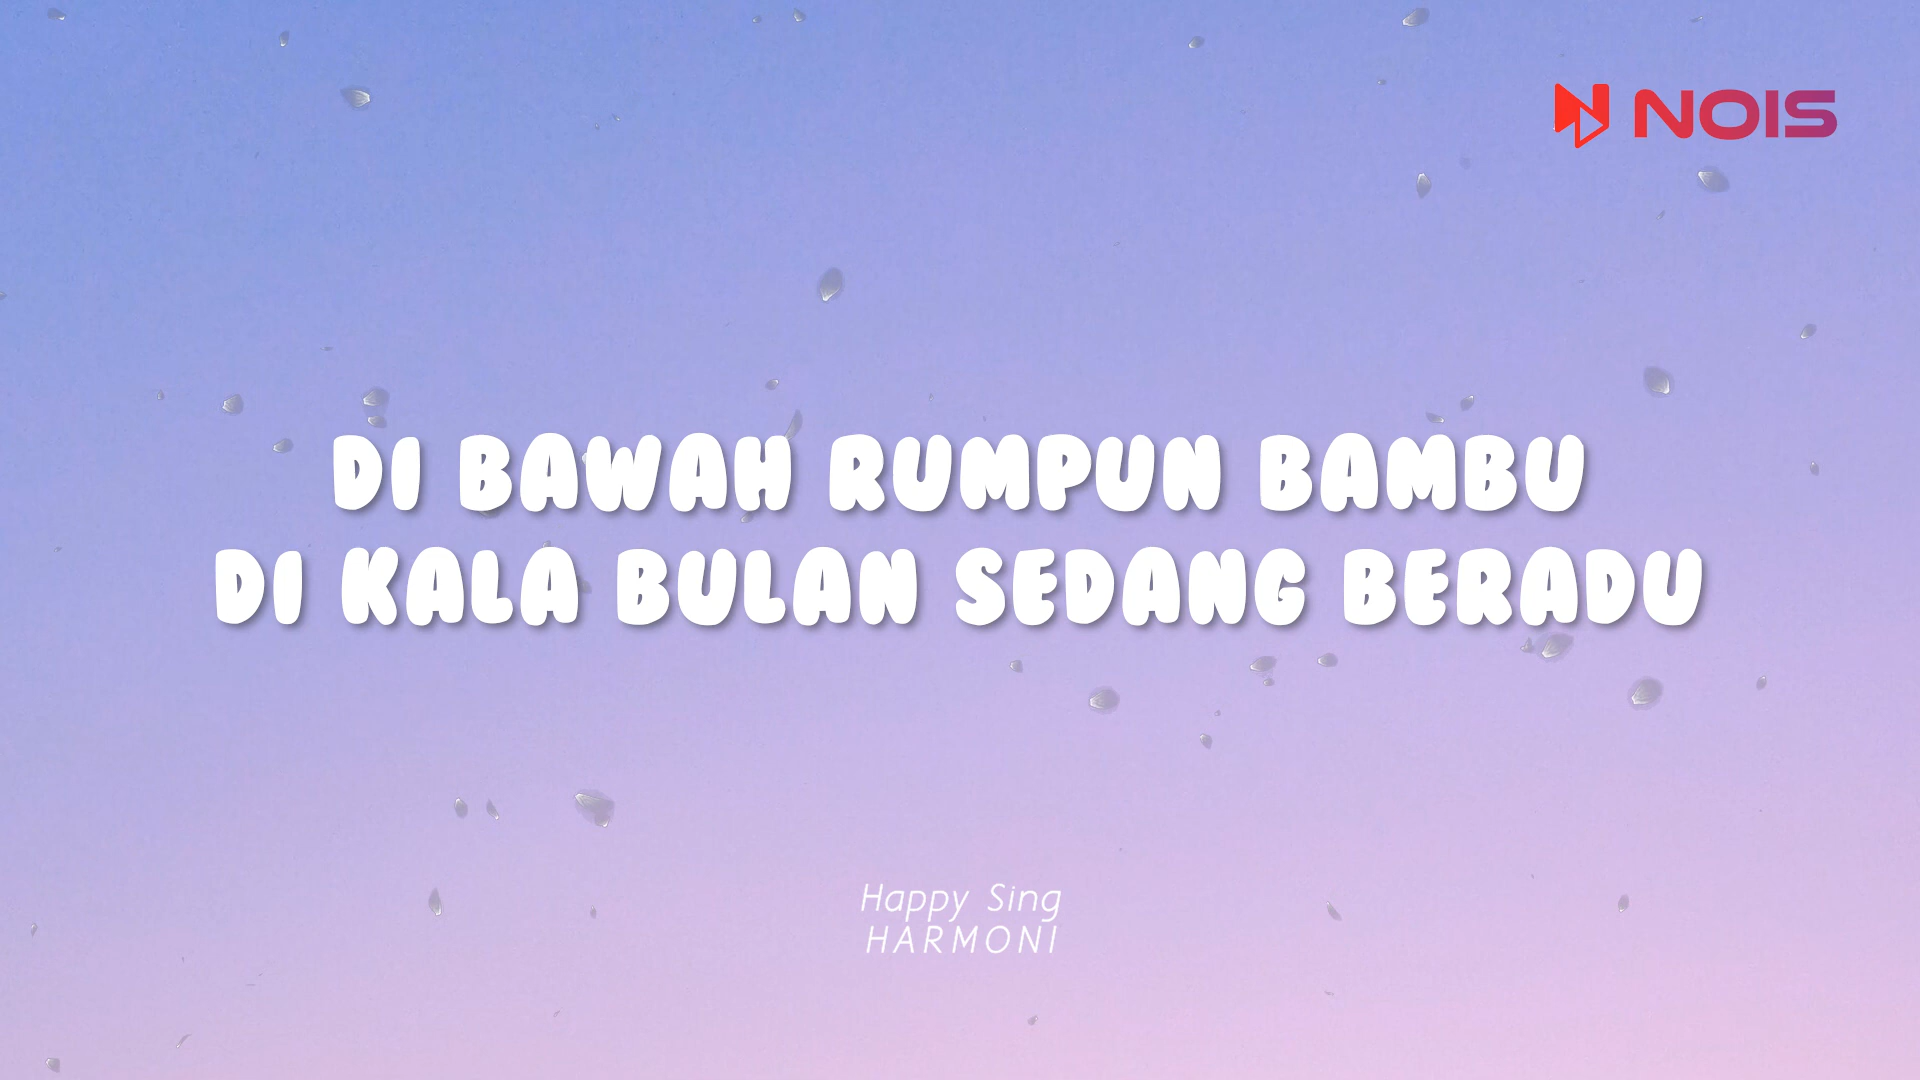 NOIS
DI BAWAH RUMPUN BAMBU
DI KALA BULAN SEDANG BERADU
Happy Sing
HARMONI